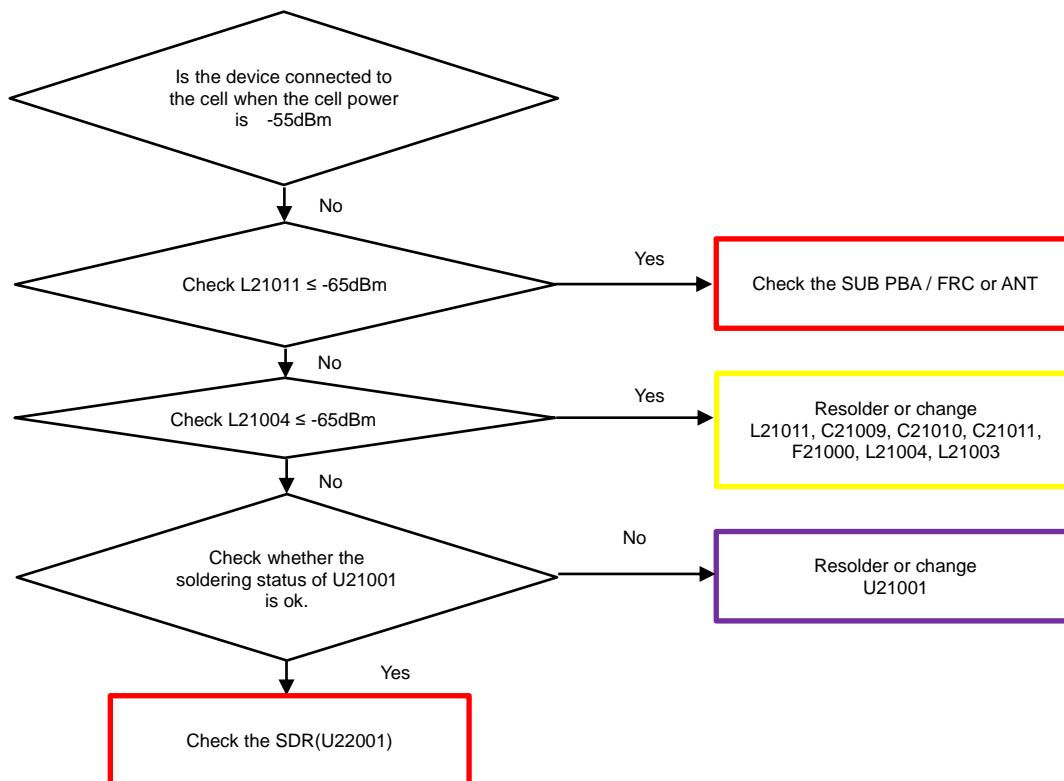 Is the device connected to
the cell when the cell power
is -55dBm
No
Check L21011 ≤ -65dBm
Yes
Check the SUB PBA / FRC or ANT
No
Check L21004 ≤ -65dBm
Yes
Resolder or change
L21011, C21009, C21010, C21011,
F21000, L21004, L21003
No
Check whether the
soldering status of U21001
is ok.
No
Resolder or change
U21001
Yes
Check the SDR(U22001)